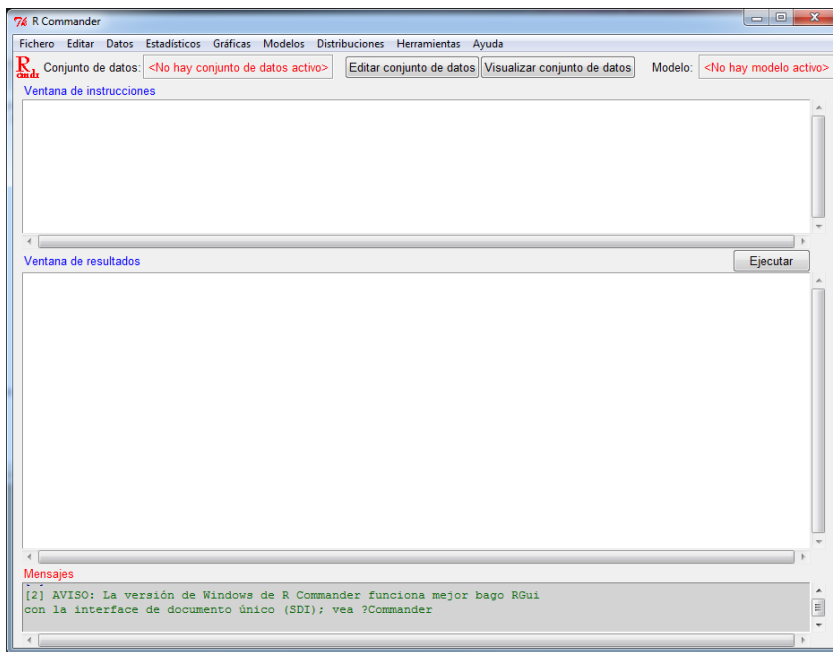 R Commander
Fichero Editar Datos Estadísticos Gráficas Modelos Distribuciones Herramientas Ayuda
R Conjunto de datos: <No hay conjunto de datos activo> Editar conjunto de datos Visualizar conjunto de datos Modelo: <No hay modelo activo>
Ventana de instrucciones
Ventana de resultados Ejecutar
Mensajes
[2] AVISO: La versión de Windows de R Commander funciona mejor bago RGui
con la interface de documento único (SDI); vea ?Commander